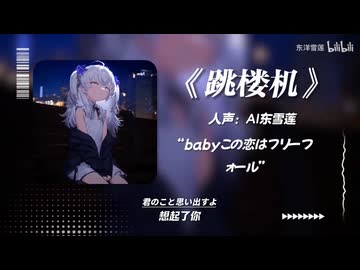 东洋雪莲 bilibili
《跳楼机》
人声：AI东雪莲
“babyこの恋はフリーフ
ォール”
君のこと思い出すよ
想起了你